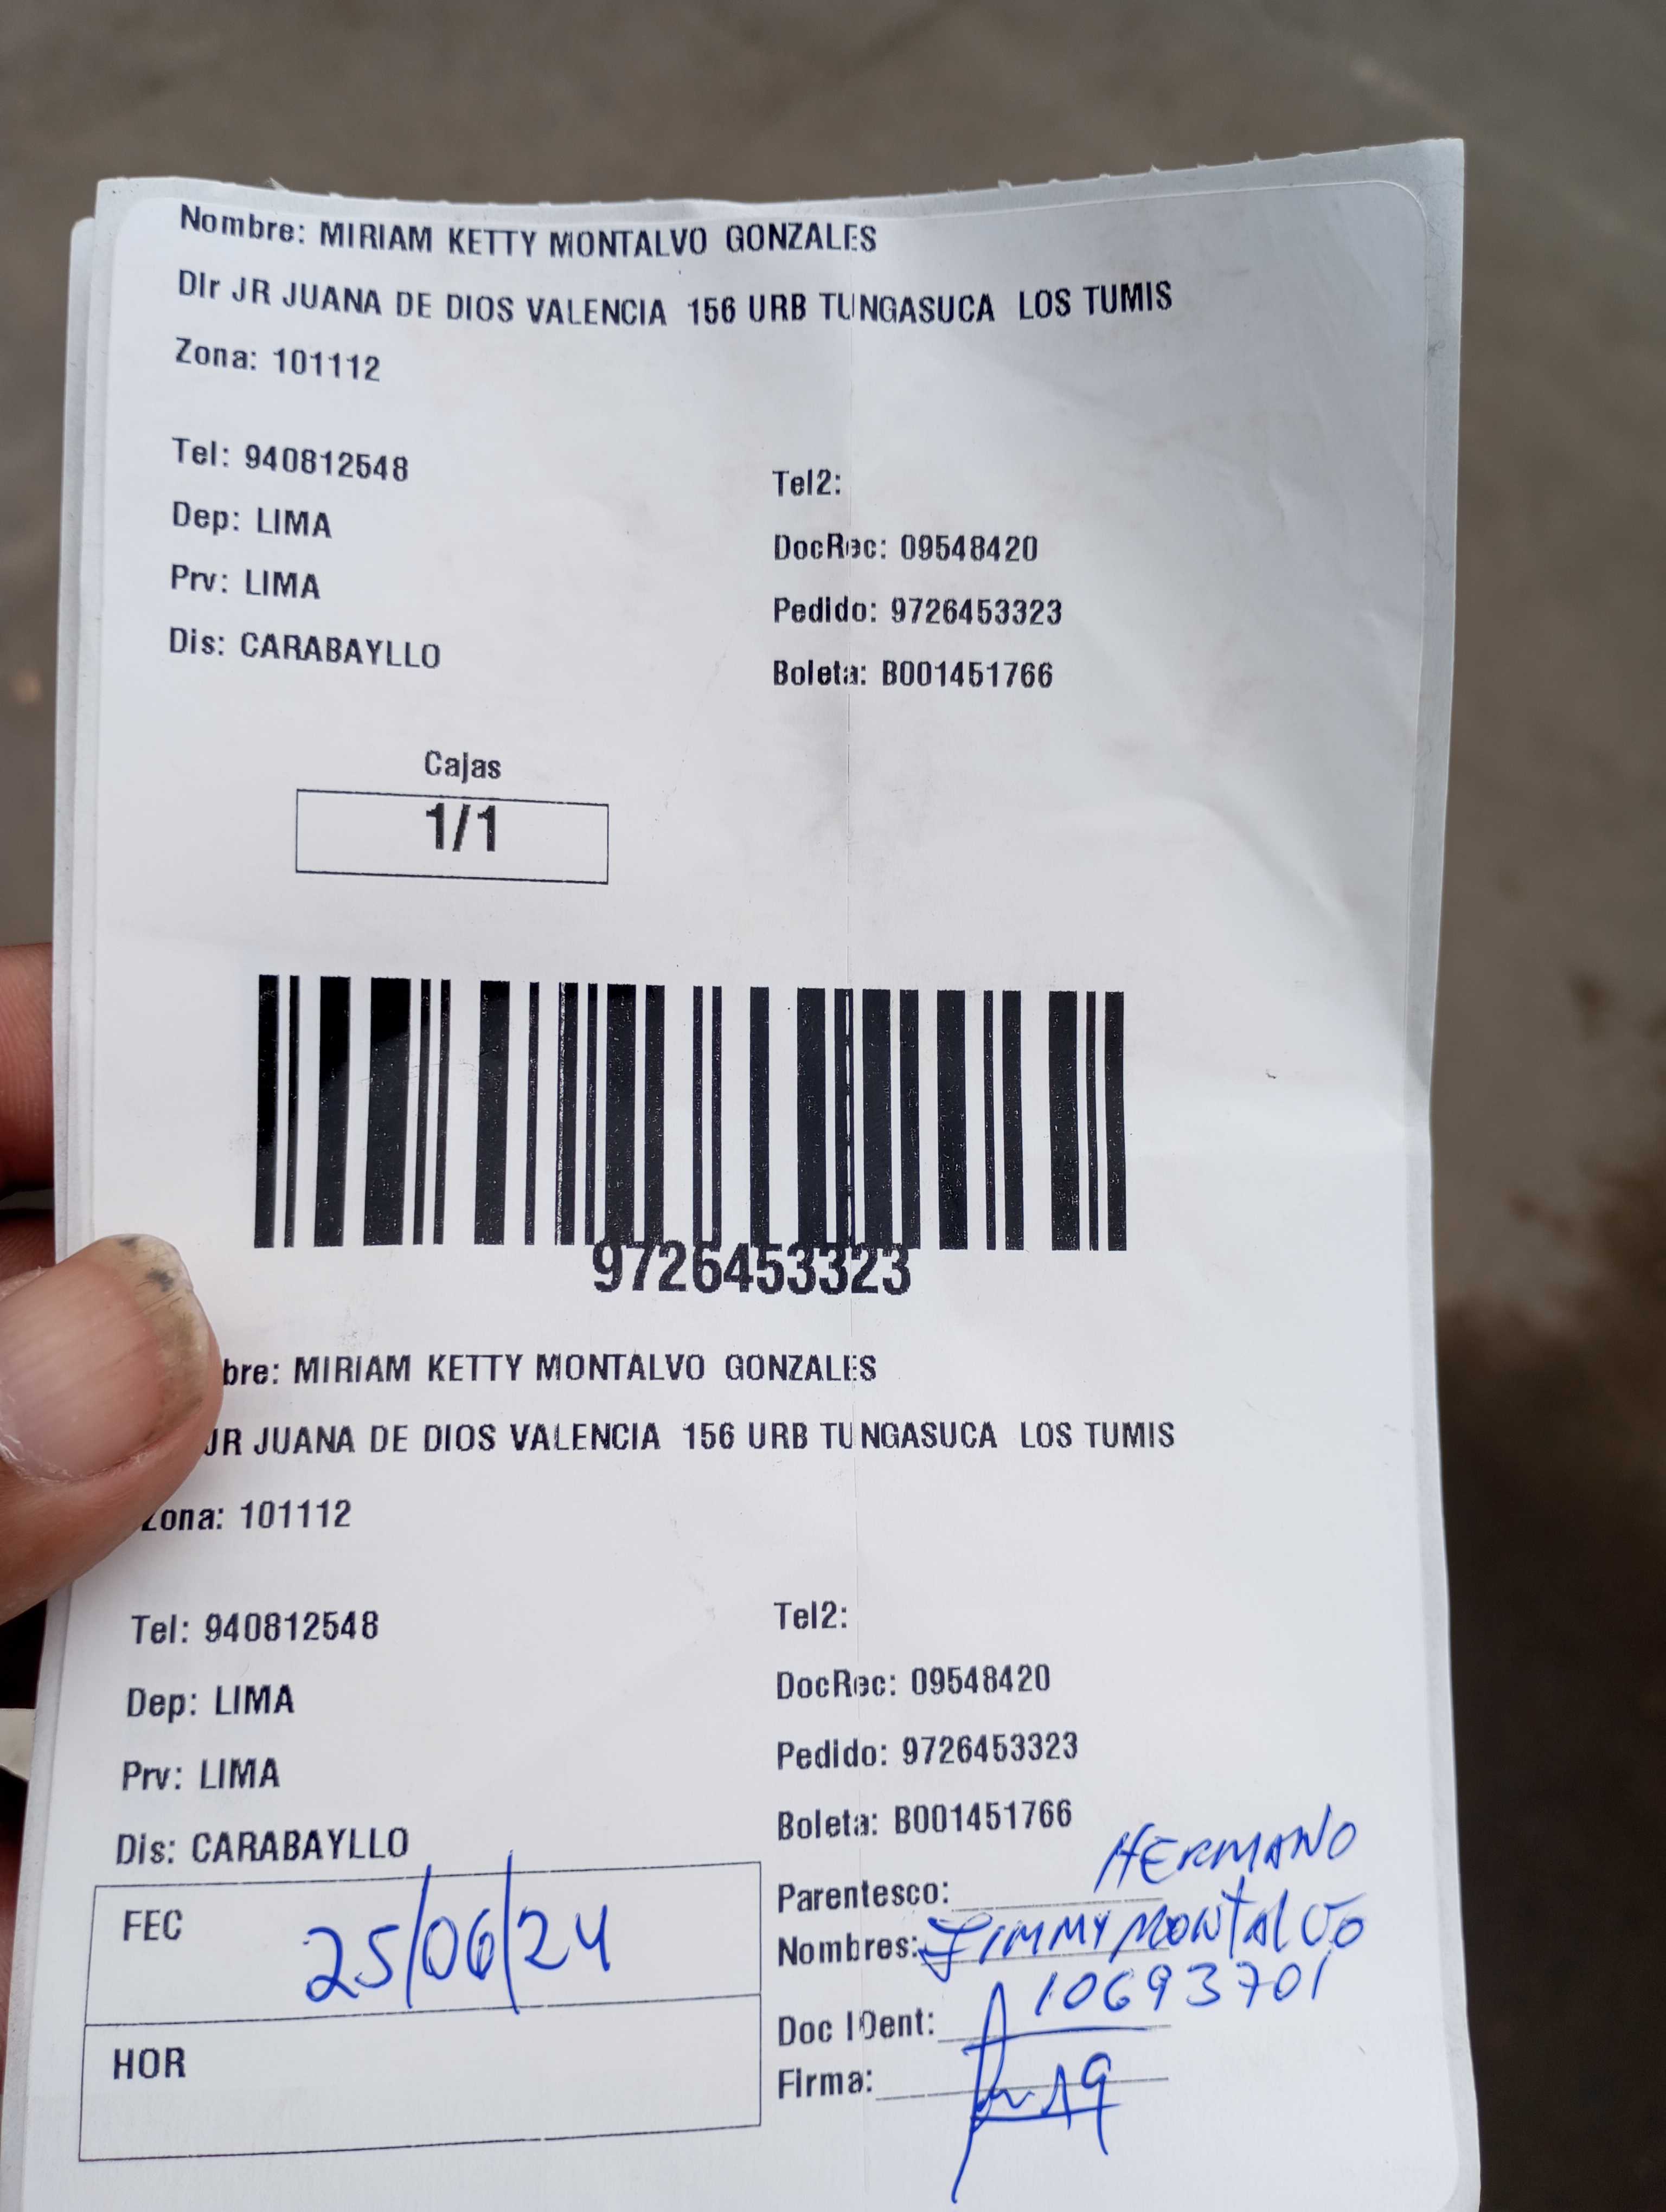 Nombre: MIRIAM KETTY MONTALVO GONZALES
Dir JR JUANA DE DIOS VALENCIA 156 URB TUNGASUCA LOS TUMIS
Zona: 101112
Tel: 940812548
Tel2:
Dep: LIMA
DocRec: 09548420
Prv: LIMA
Pedido: 9726453323
Dis: CARABAYLLO
Boleta: B001451766
Cajas
1/1
9726453323
bre: MIRIAM KETTY MONTALVO GONZALES
JR JUANA DE DIOS VALENCIA 156 URB TUNGASUCA LOS TUMIS
Zona: 101112
Tel: 940812548
Tel2:
Dep: LIMA
DocRec: 09548420
Prv: LIMA
Pedido: 9726453323
Dis: CARABAYLLO
Boleta: B001451766
FEC 25/06/24
HOR
Parentesco: HERMANO
Nombres: JIMMY MONTALVO
Doc IDent: 10693701
Firma: